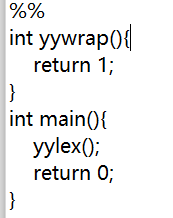 %%
int yywrap(){
    return 1;
}
int main(){
    yylex();
    return 0;
}